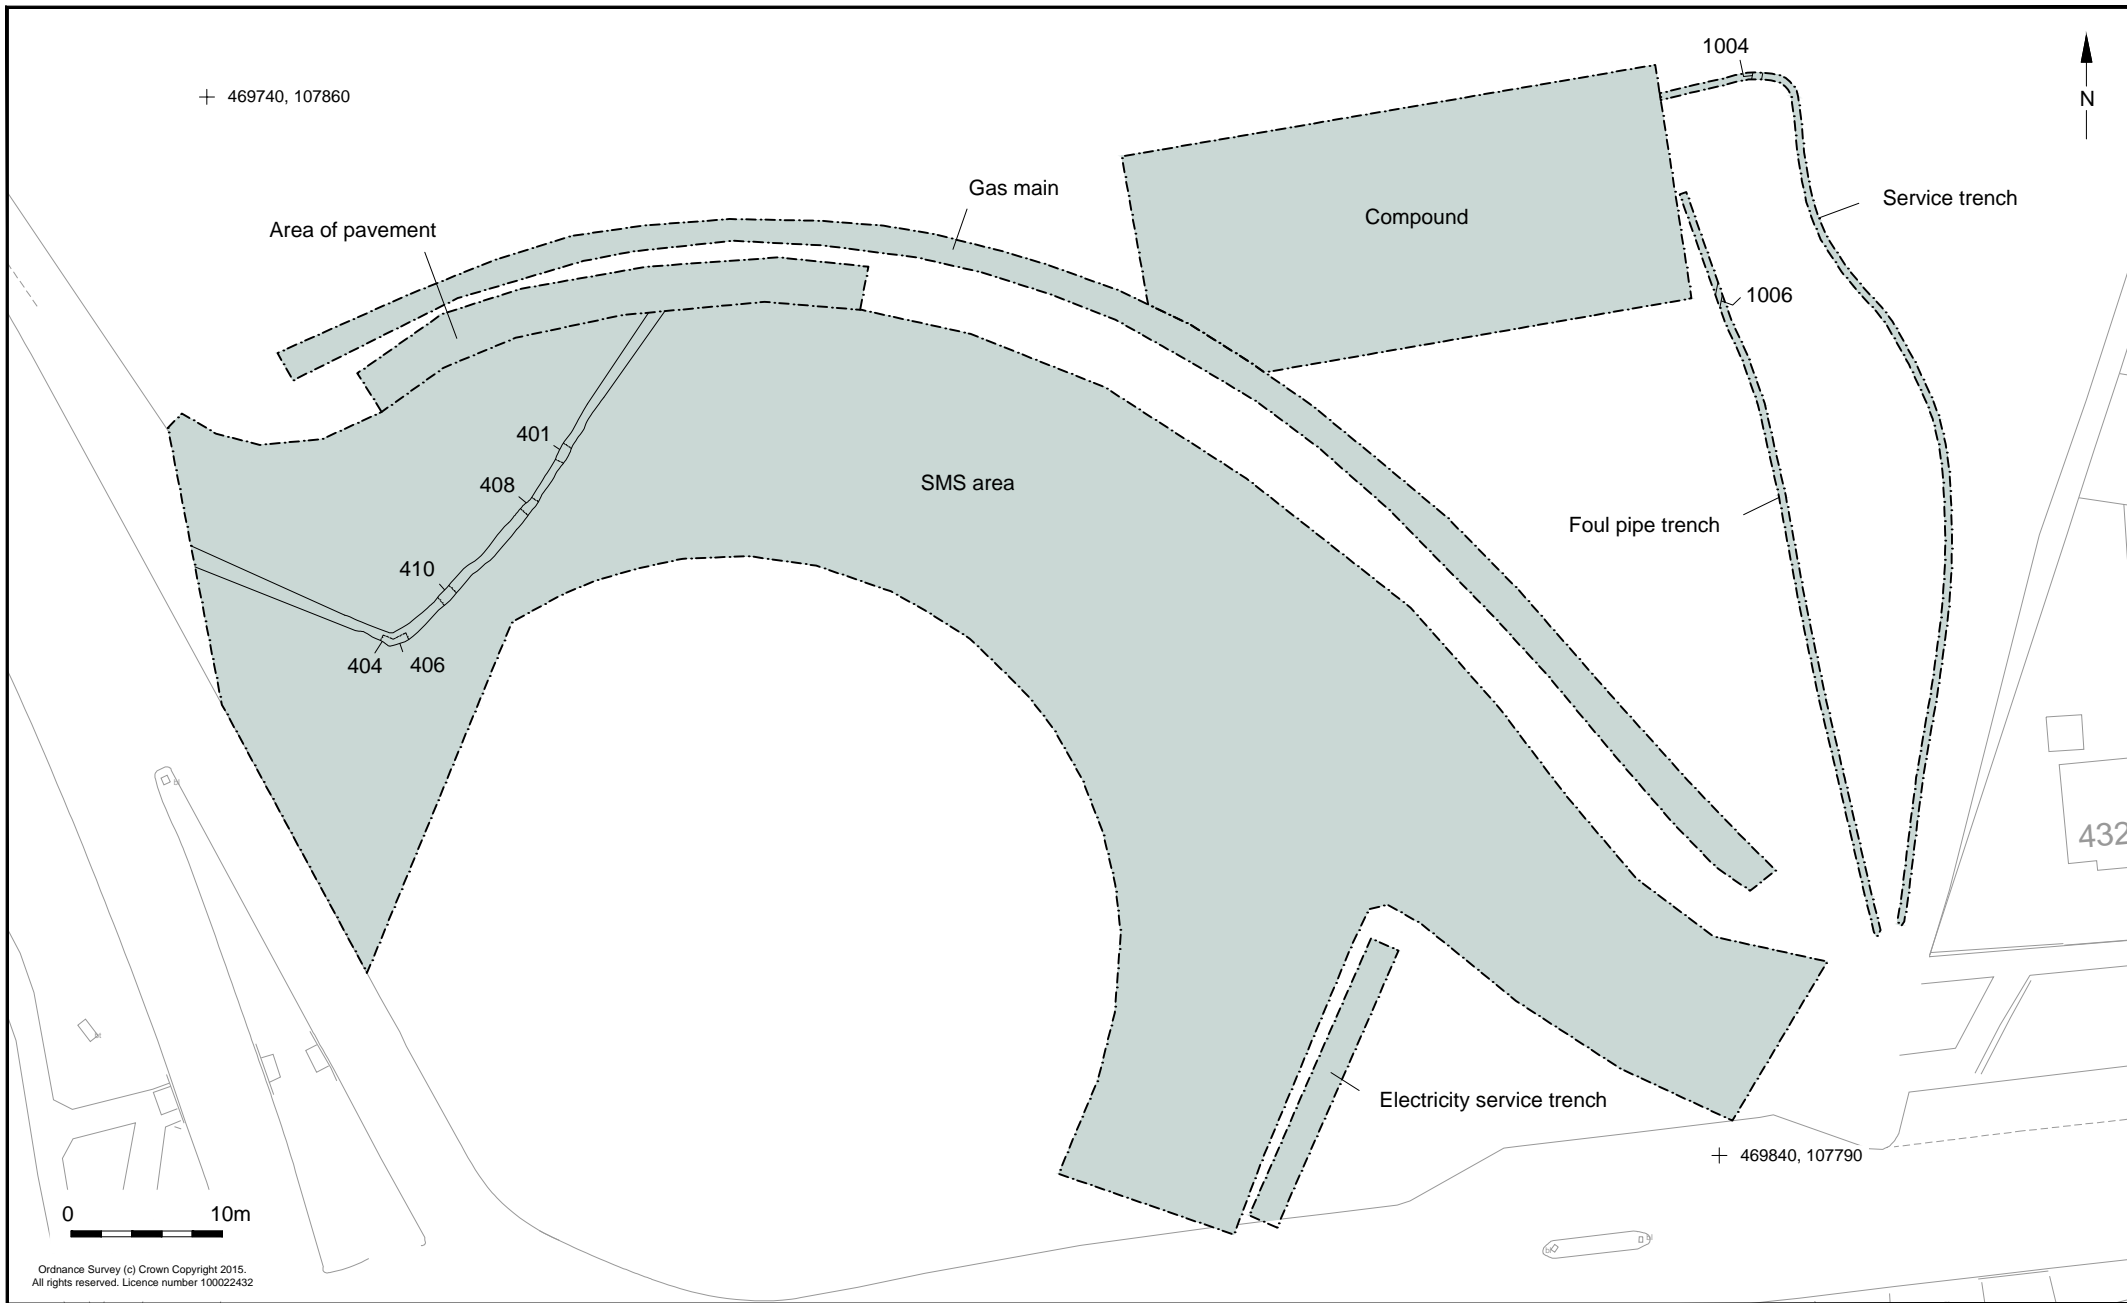 1004
469740, 107860
N
Gas main
Service trench
Compound
Area of pavement
1006
401
SMS area
408
Foul pipe trench
410
404
406
432
Electricity service trench
469840, 107790
0 10m
Ordnance Survey (c) Crown Copyright 2015.
All rights reserved. Licence number 100022432